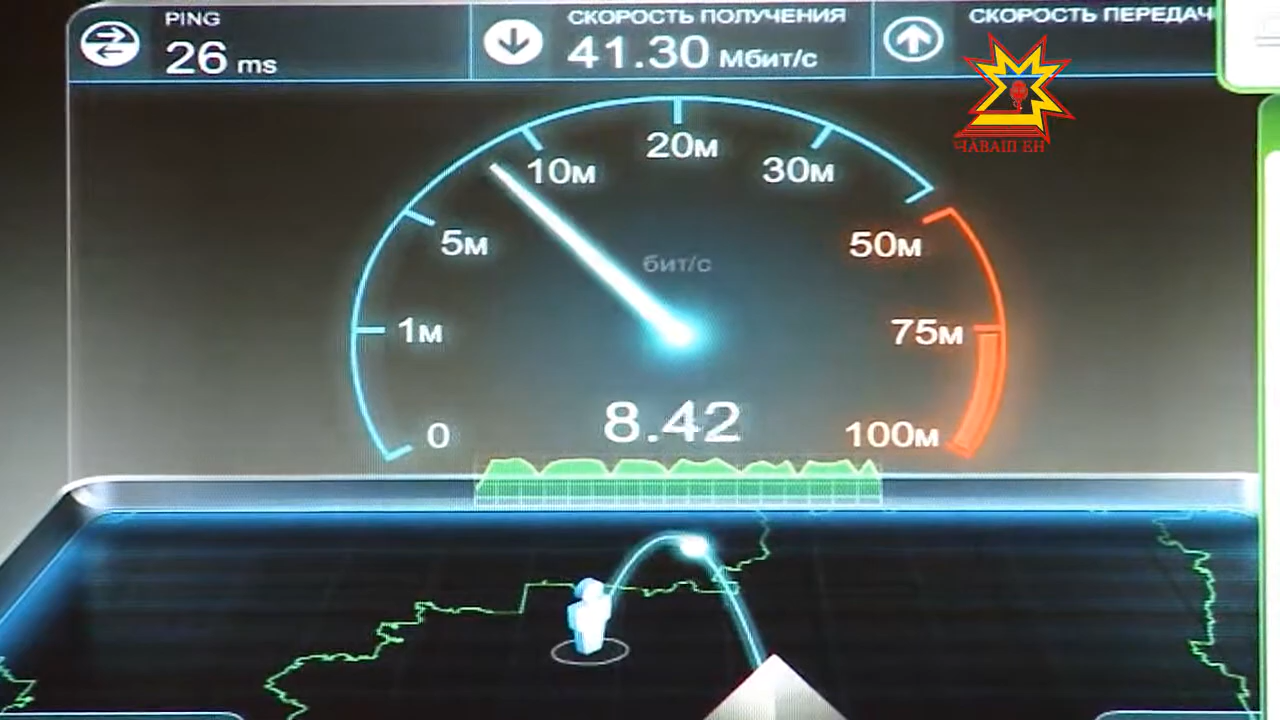 PING
26 ms
СКОРОСТЬ ПОЛУЧЕНИЯ
41.30 Мбит/с
СКОРОСТЬ ПЕРЕДАЧ
ЧӐВАШ ЕН
10м
20м
30м
5м
50м
бит/с
1м
75м
0
8.42
100м